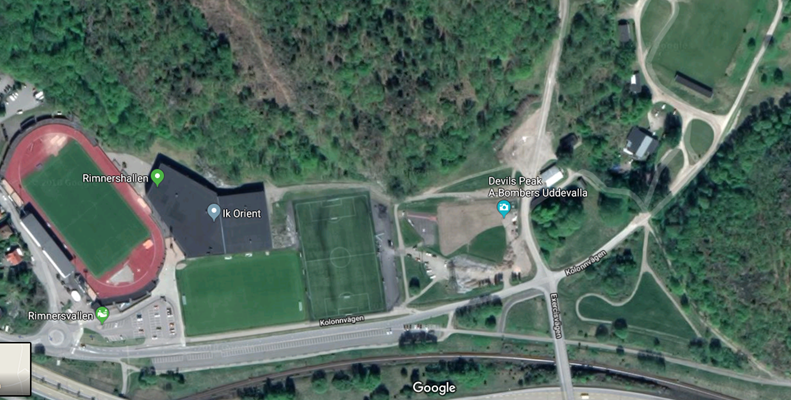 Rimnershallen
Ik Orient
Devils Peak
A Bombers Uddevalla
Rimnersvallen
Kolonnvägen
Kolonnvägen
Exercisvägen
Google